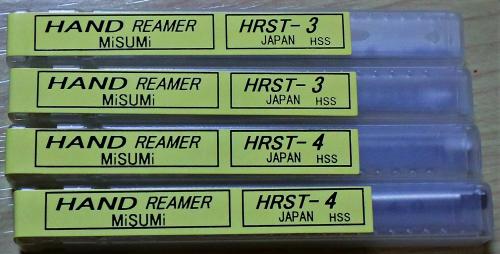 HAND REAMER
MiSUMi
HRST-3
JAPAN HSS
HAND REAMER
MiSUMi
HRST-3
JAPAN HSS
HAND REAMER
MiSUMi
HRST-4
JAPAN HSS
HAND REAMER
MiSUMi
HRST-4
JAPAN HSS